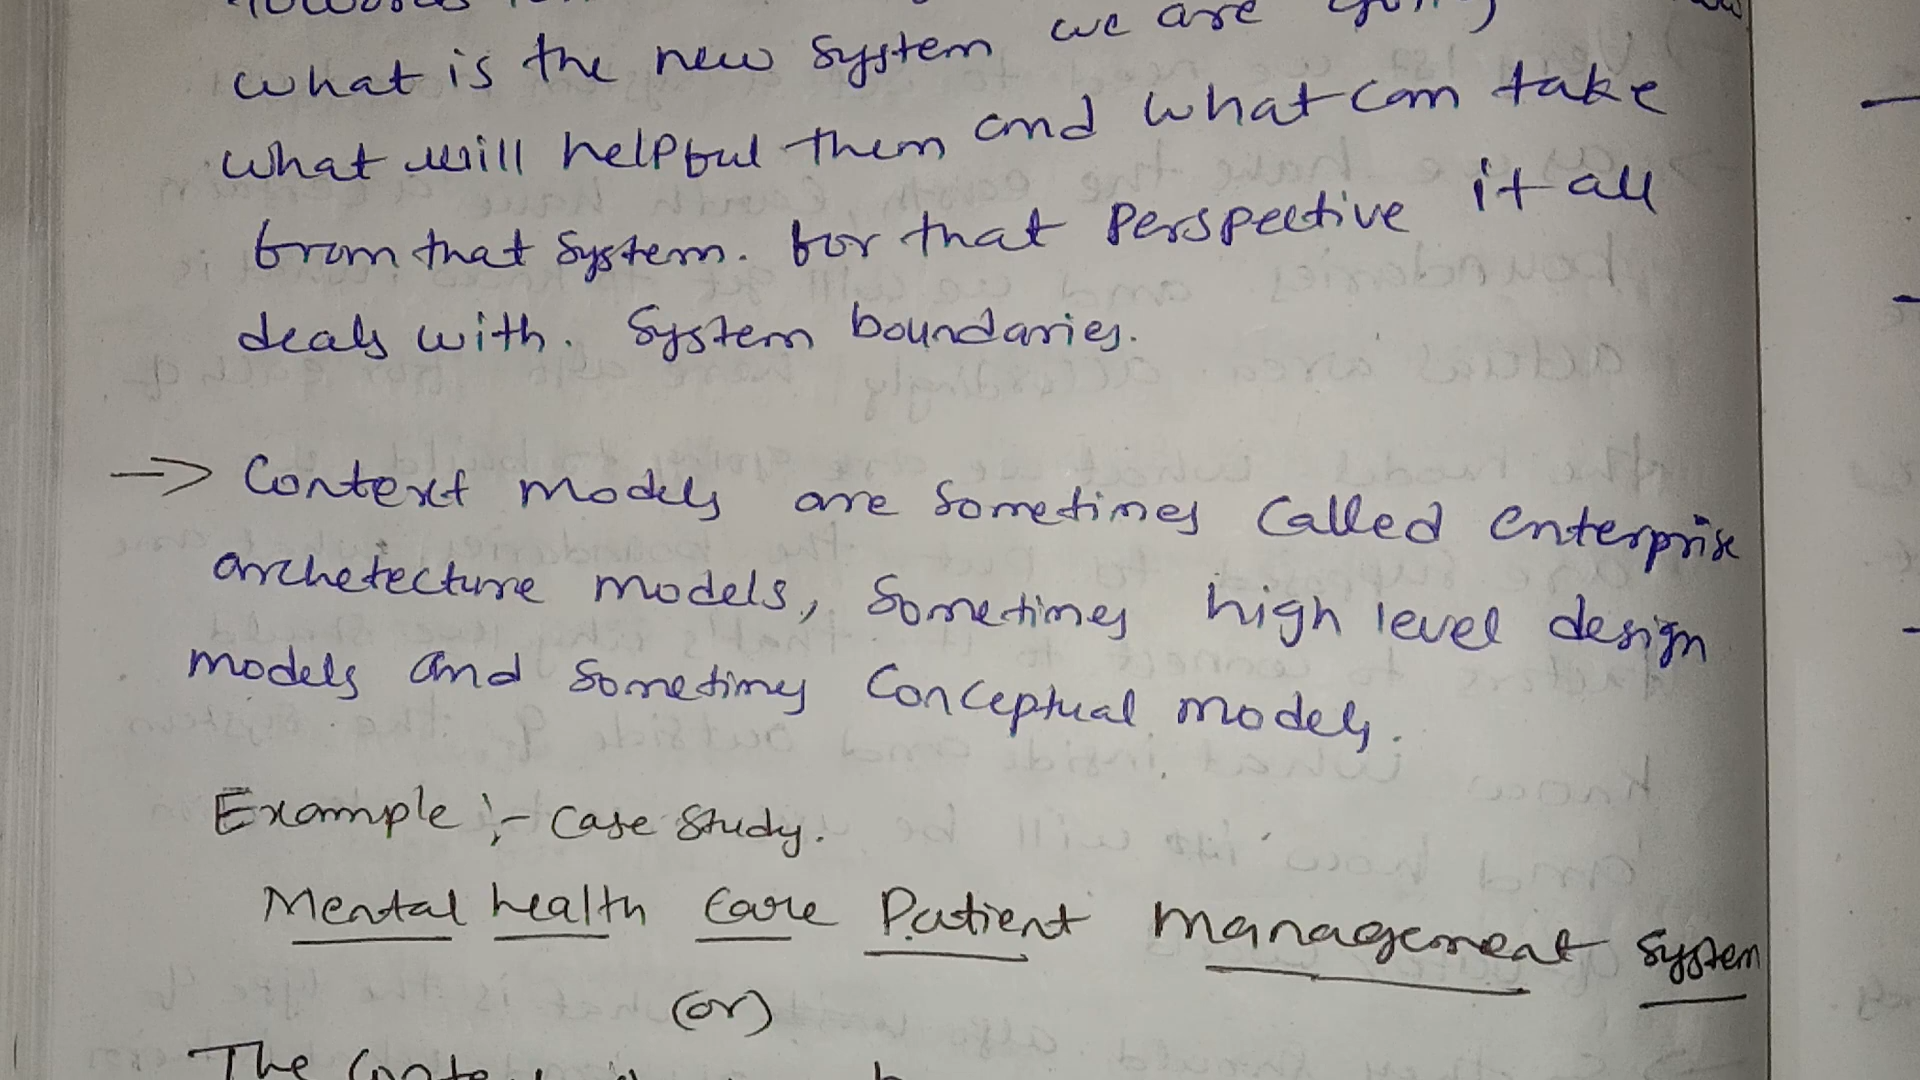 we are going
what is the new system
what will helpful them and what can take
from that system. for that perspective it all
deals with. System boundaries.
-> Context models are sometimes called enterprise
archetecture models, sometimes high level design
models and sometimes conceptual models.
Example :- case study.
Mental health care Patient management system
(or)
The